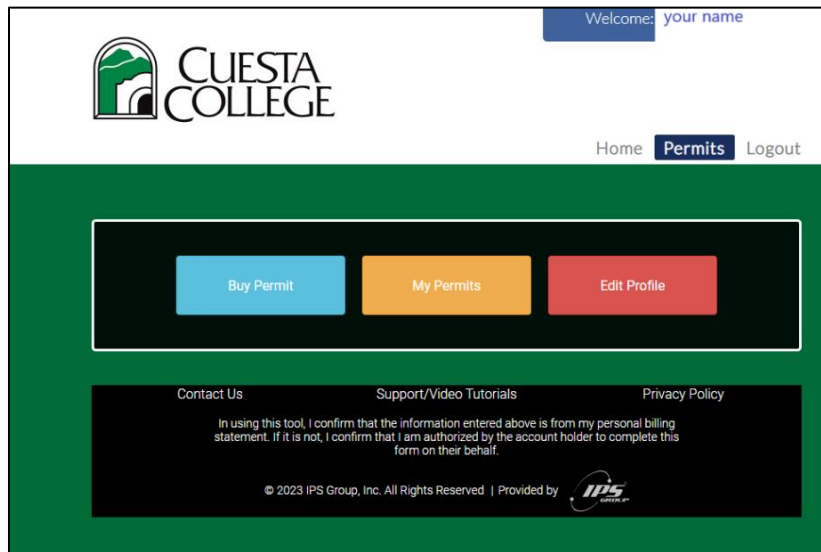 Welcome: your name
CUESTA
COLLEGE
Home Permits Logout
Buy Permit My Permits Edit Profile
Contact Us Support/Video Tutorials Privacy Policy
In using this tool, I confirm that the information entered above is from my personal billing
statement. If it is not, I confirm that I am authorized by the account holder to complete this
form on their behalf.
© 2023 IPS Group, Inc. All Rights Reserved | Provided by IPS
GROUP